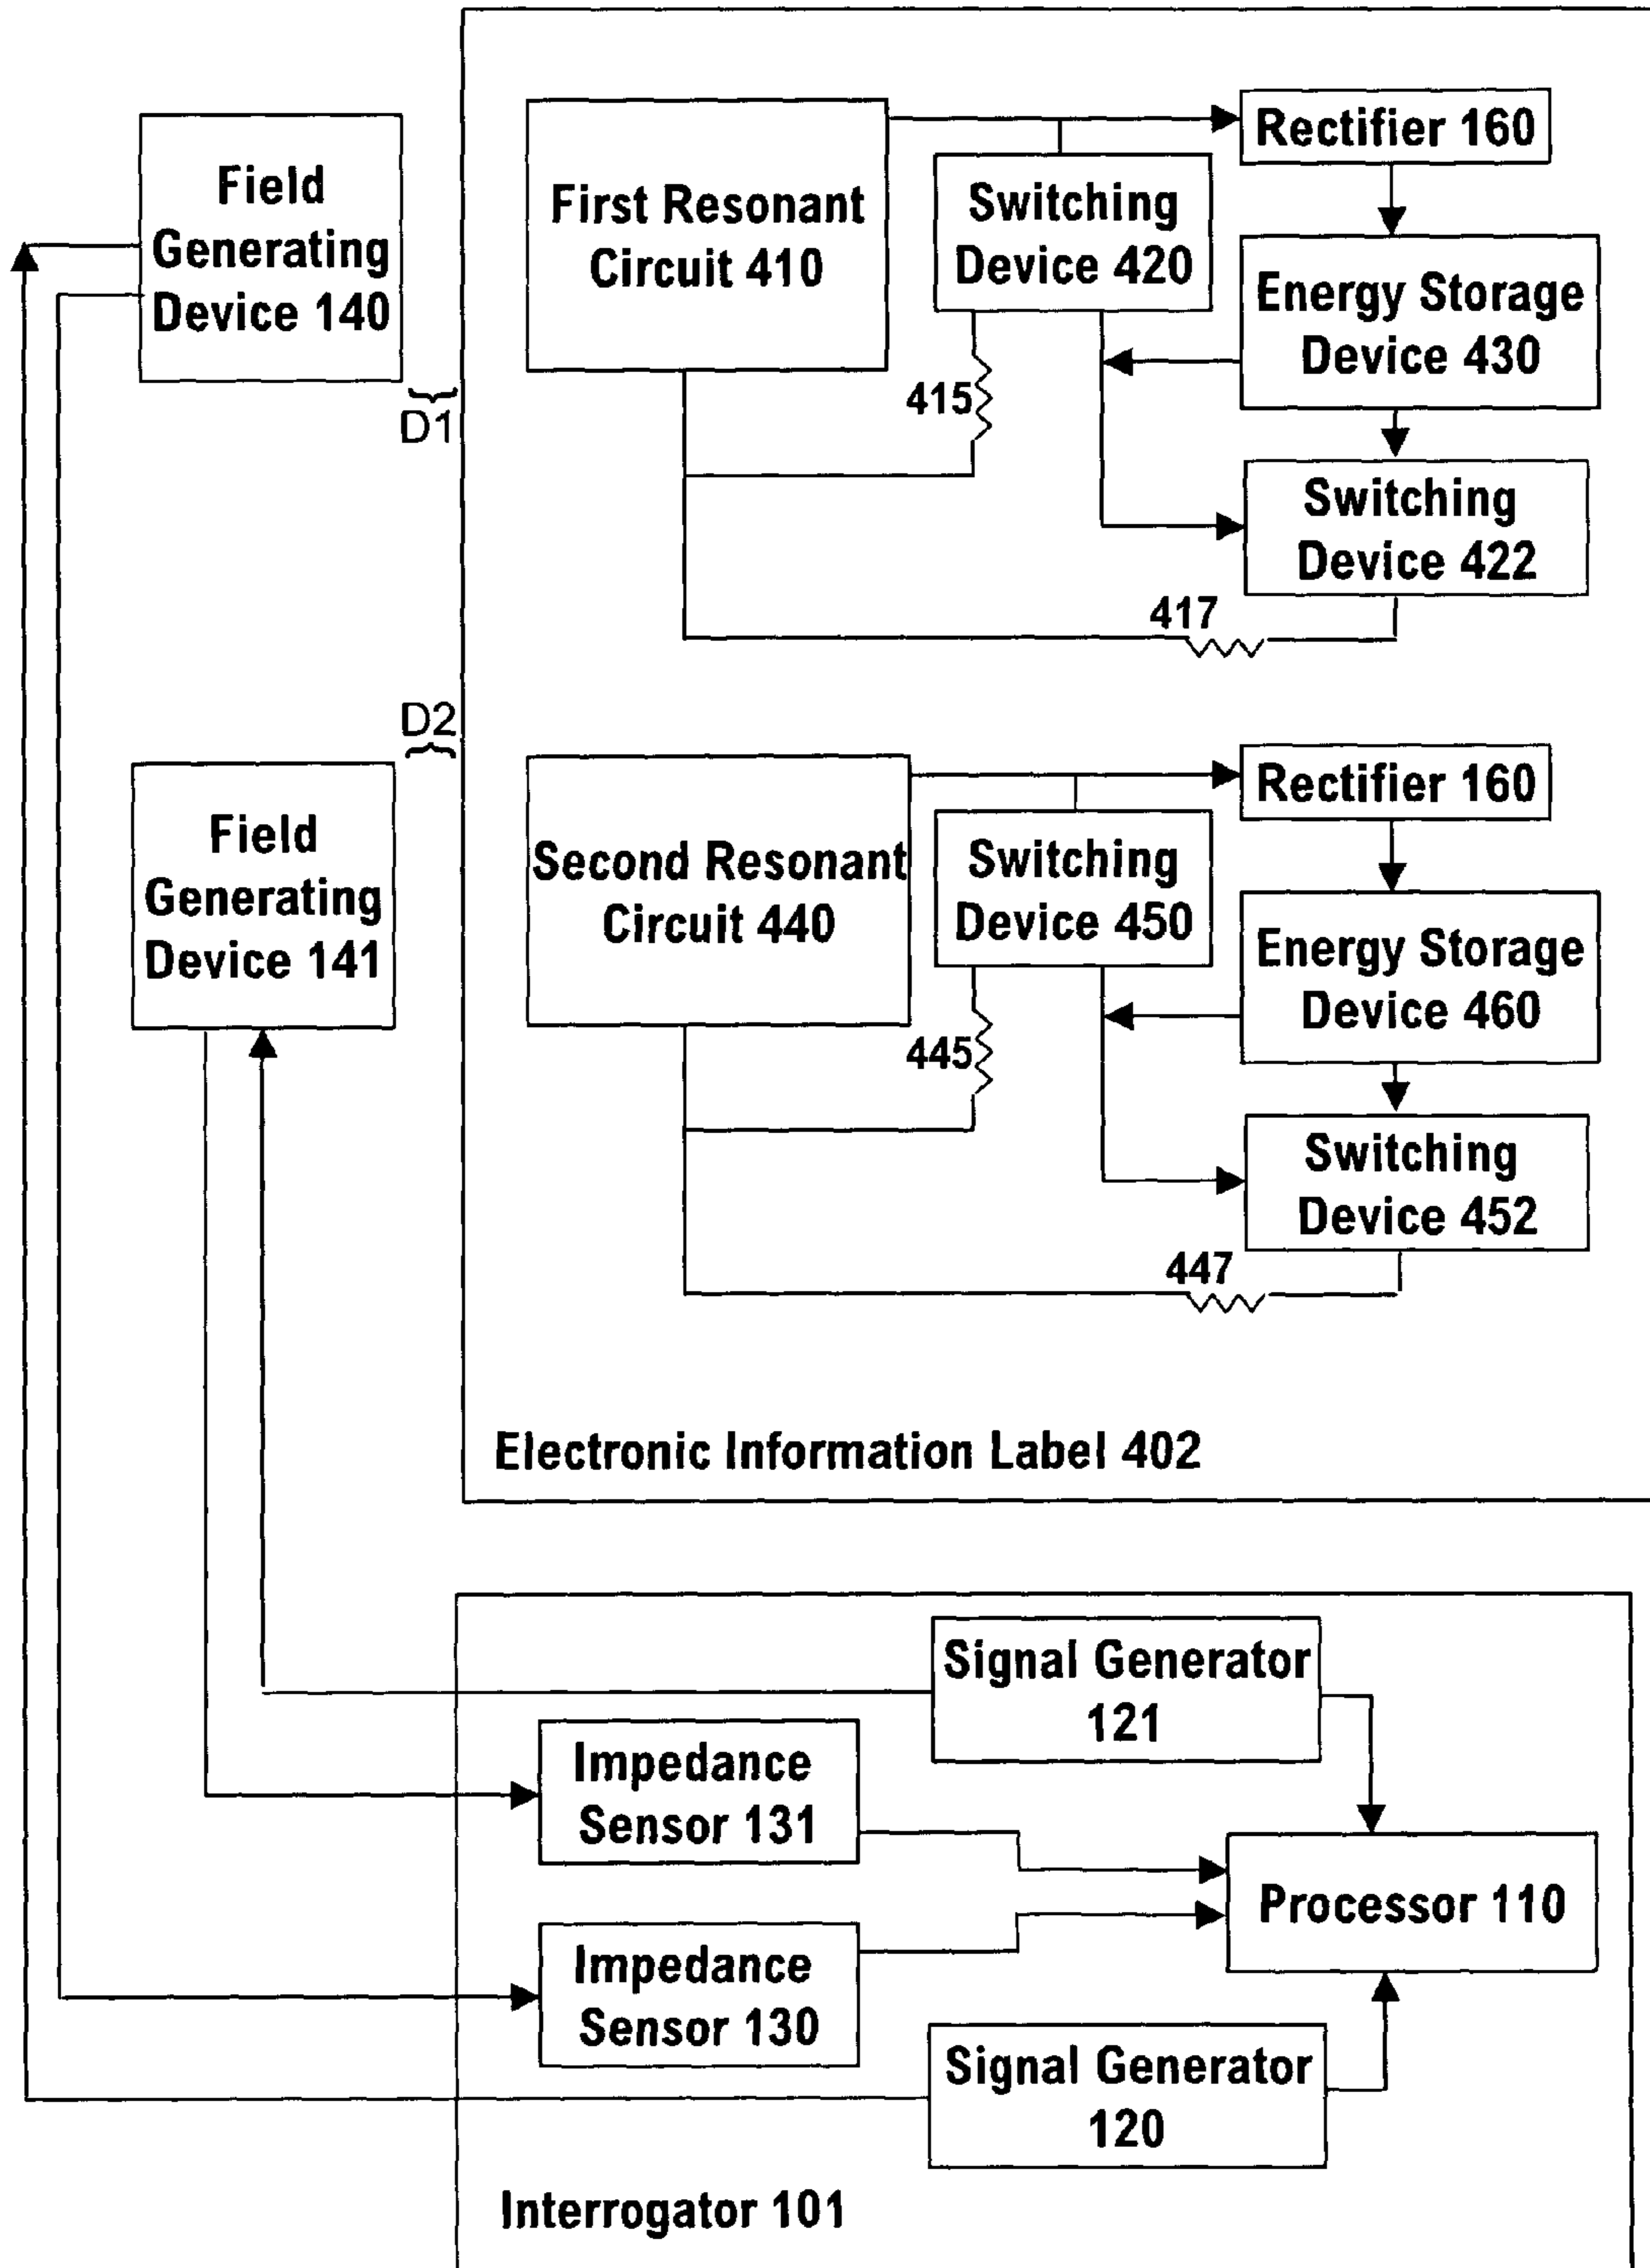 Field
Generating
Device 140
D1
First Resonant
Circuit 410
Switching
Device 420
Rectifier 160
Energy Storage
Device 430
415
Switching
Device 422
417
D2
Field
Generating
Device 141
Second Resonant
Circuit 440
Switching
Device 450
Rectifier 160
Energy Storage
Device 460
445
Switching
Device 452
447
Electronic Information Label 402
Signal Generator
121
Impedance
Sensor 131
Processor 110
Impedance
Sensor 130
Signal Generator
120
Interrogator 101